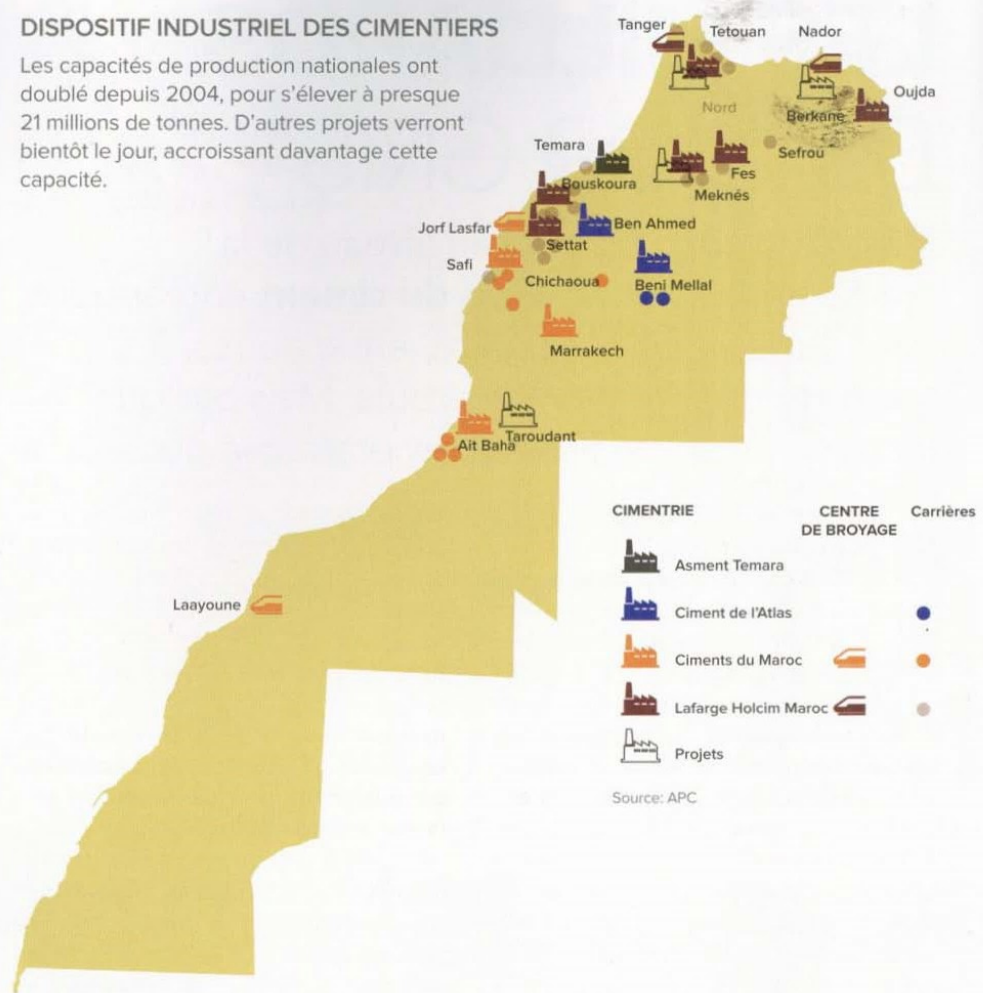 DISPOSITIF INDUSTRIEL DES CIMENTIERS
Les capacités de production nationales ont
doublé depuis 2004, pour s'élever à presque
21 millions de tonnes. D'autres projets verront
bientôt le jour, accroissant davantage cette
capacité.
Tanger
Tetouan
Nador
Oujda
Nord
Berkane
Temara
Sefrou
Fes
Bouskoura
Meknés
Jorf Lasfar
Ben Ahmed
Settat
Safi
Chichaoua
Beni Mellal
Marrakech
Taroudant
Ait Baha
Laayoune
CIMENTRIE
CENTRE
DE BROYAGE
Carrières
Asment Temara
Ciment de l'Atlas
Ciments du Maroc
Lafarge Holcim Maroc
Projets
Source: APC